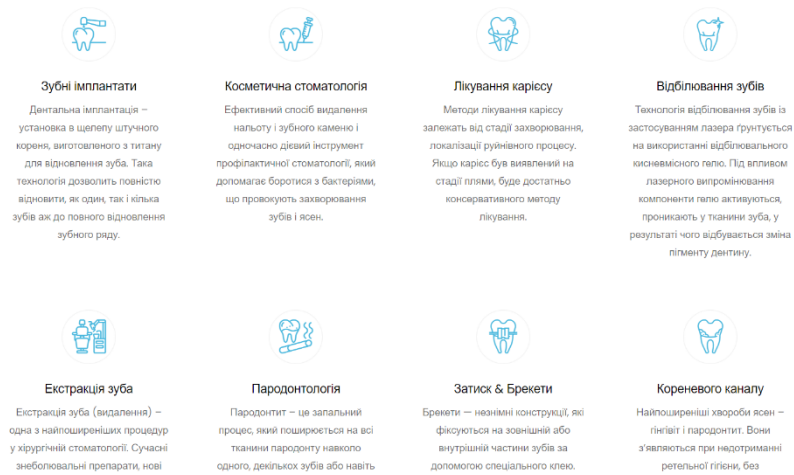 Зубні імплантати
Дентальна імплантація –
установка в щелепу штучного
кореня, виготовленого з титану
для відновлення зуба. Така
технологія дозволить повністю
відновити, як один, так і кілька
зубів аж до повного відновлення
зубного ряду.
Косметична стоматологія
Ефективний спосіб видалення
нальоту і зубного каменю і
одночасно дієвий інструмент
профілактичної стоматології, який
допомагає боротися з бактеріями,
що провокують захворювання
зубів і ясен.
Лікування карієсу
Методи лікування карієсу
залежать від стадії захворювання,
локалізації руйнівного процесу.
Якщо карієс був виявлений на
стадії плями, буде достатньо
консервативного методу
лікування.
Відбілювання зубів
Технологія відбілювання зубів із
застосуванням лазера ґрунтується
на використанні відбілювального
кисневмісного гелю. Під впливом
лазерного випромінювання
компоненти гелю активуються,
проникають у тканини зуба, у
результаті чого відбувається зміна
пігменту дентину.
Екстракція зуба
Екстракція зуба (видалення) –
одна з найпоширеніших процедур
у хірургічній стоматології. Сучасні
знеболювальні препарати, нові
Пародонтологія
Пародонтит – це запальний
процес, який поширюється на всі
тканини пародонту навколо
одного, декількох зубів або навіть
Затиск & Брекети
Брекети — незнімні конструкції, які
фіксуються на зовнішній або
внутрішній частини зубів за
допомогою спеціального клею.
Кореневого каналу
Найпоширеніші хвороби ясен –
гінгівіт і пародонтит. Вони
з'являються при недотриманні
ретельної гігієни, без